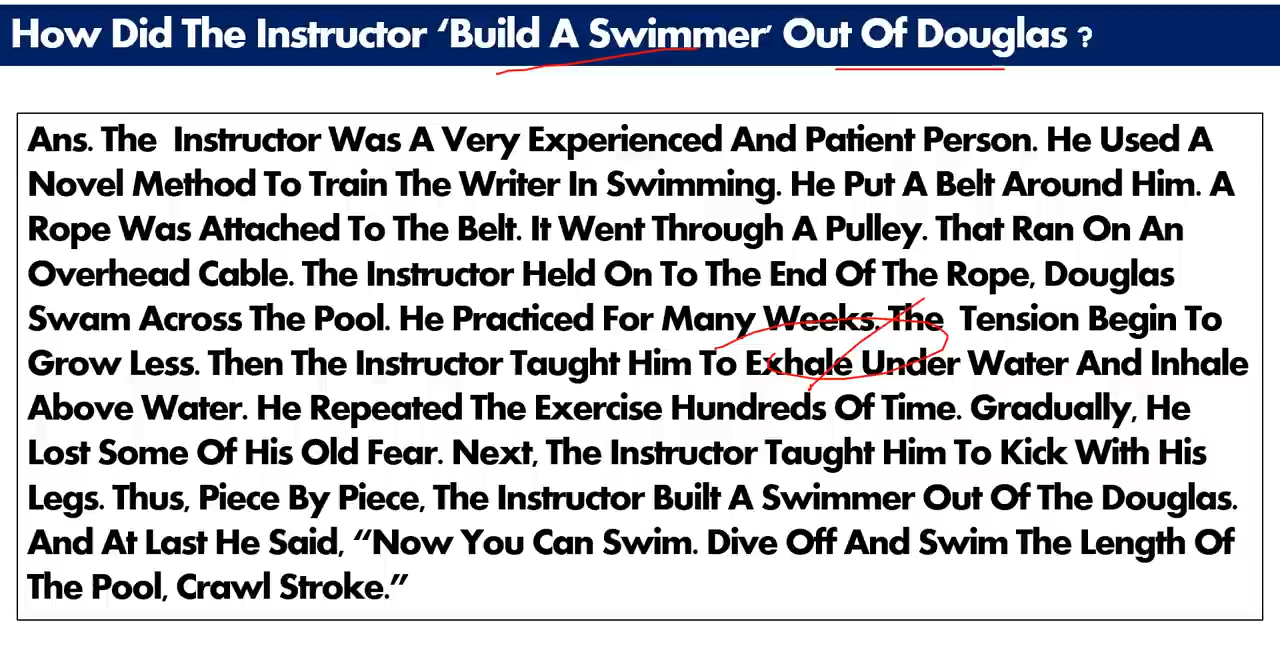 How Did The Instructor ‘Build A Swimmer’ Out Of Douglas ?
Ans. The Instructor Was A Very Experienced And Patient Person. He Used A
Novel Method To Train The Writer In Swimming. He Put A Belt Around Him. A
Rope Was Attached To The Belt. It Went Through A Pulley. That Ran On An
Overhead Cable. The Instructor Held On To The End Of The Rope, Douglas
Swam Across The Pool. He Practiced For Many Weeks. The Tension Begin To
Grow Less. Then The Instructor Taught Him To Exhale Under Water And Inhale
Above Water. He Repeated The Exercise Hundreds Of Time. Gradually, He
Lost Some Of His Old Fear. Next, The Instructor Taught Him To Kick With His
Legs. Thus, Piece By Piece, The Instructor Built A Swimmer Out Of The Douglas.
And At Last He Said, “Now You Can Swim. Dive Off And Swim The Length Of
The Pool, Crawl Stroke.”